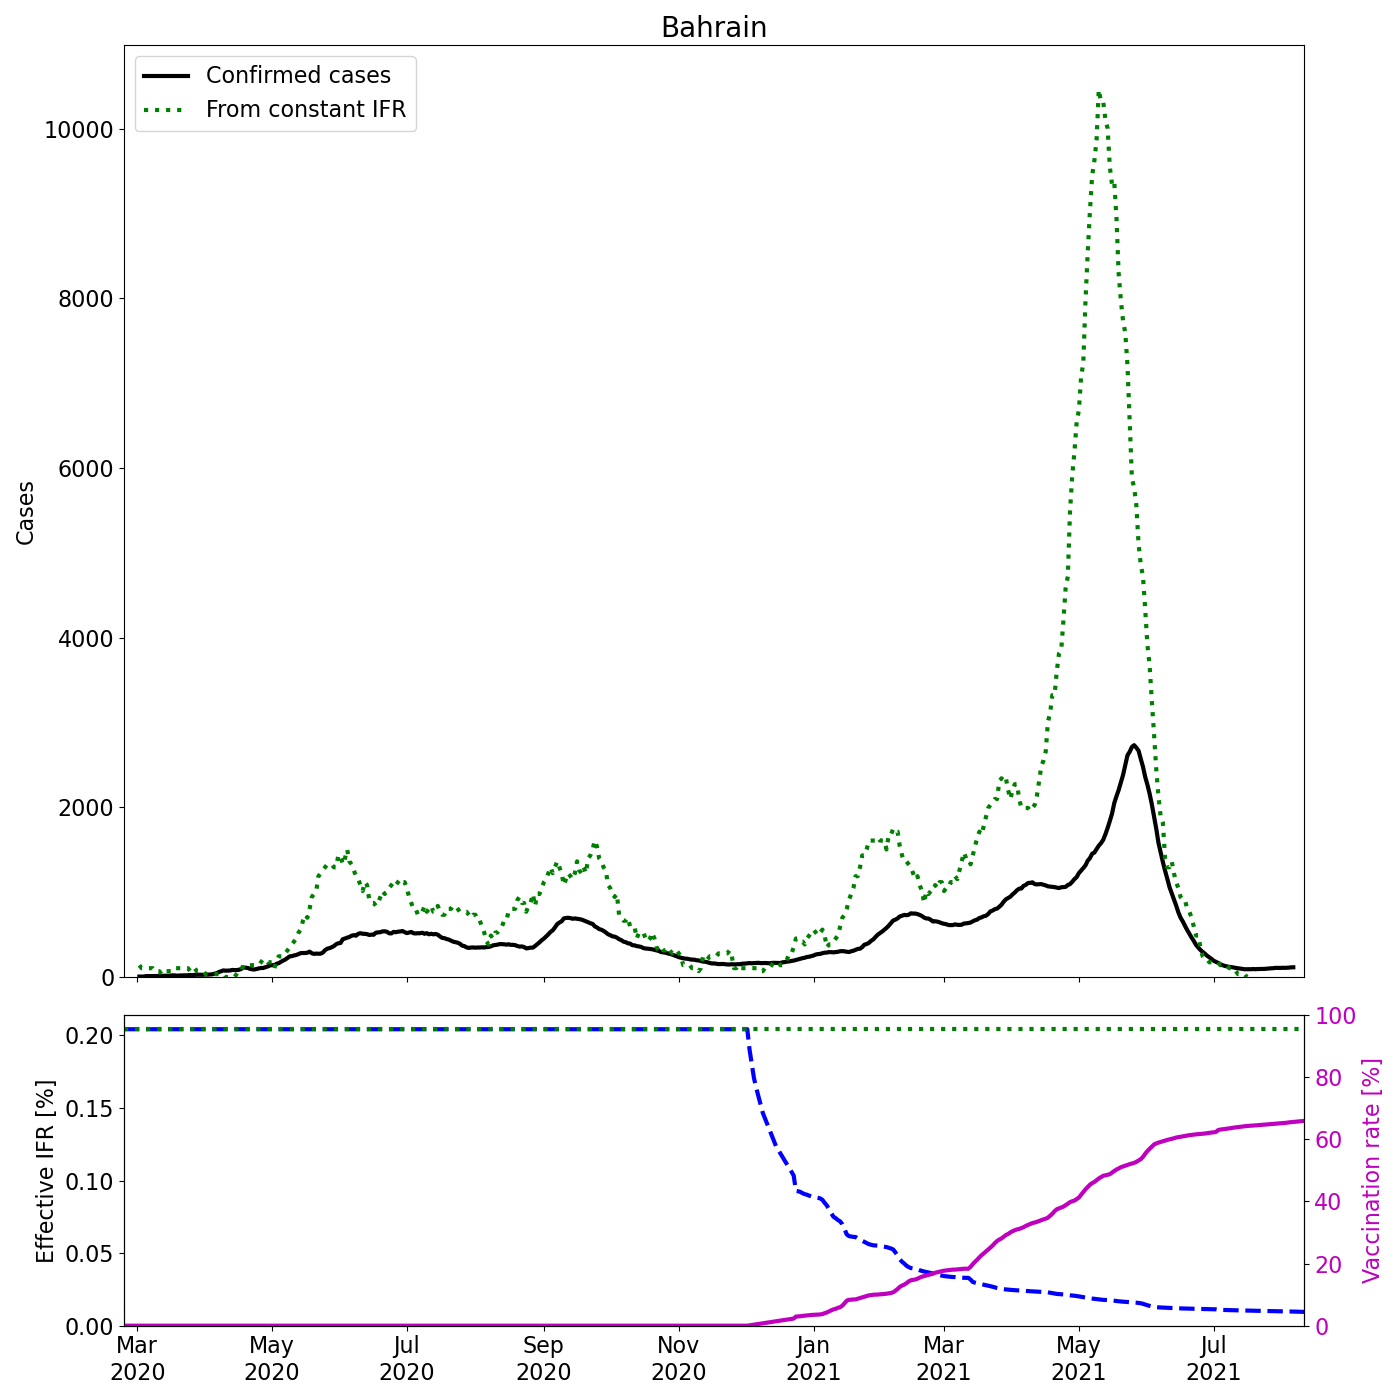 Bahrain
Confirmed cases
From constant IFR
10000
8000
6000
4000
2000
0
Cases
0.20
0.15
0.10
0.05
0.00
Effective IFR [%]
100
80
60
40
20
0
Vaccination rate [%]
Mar May Jul Sep Nov Jan Mar May Jul
2020 2020 2020 2020 2020 2021 2021 2021 2021